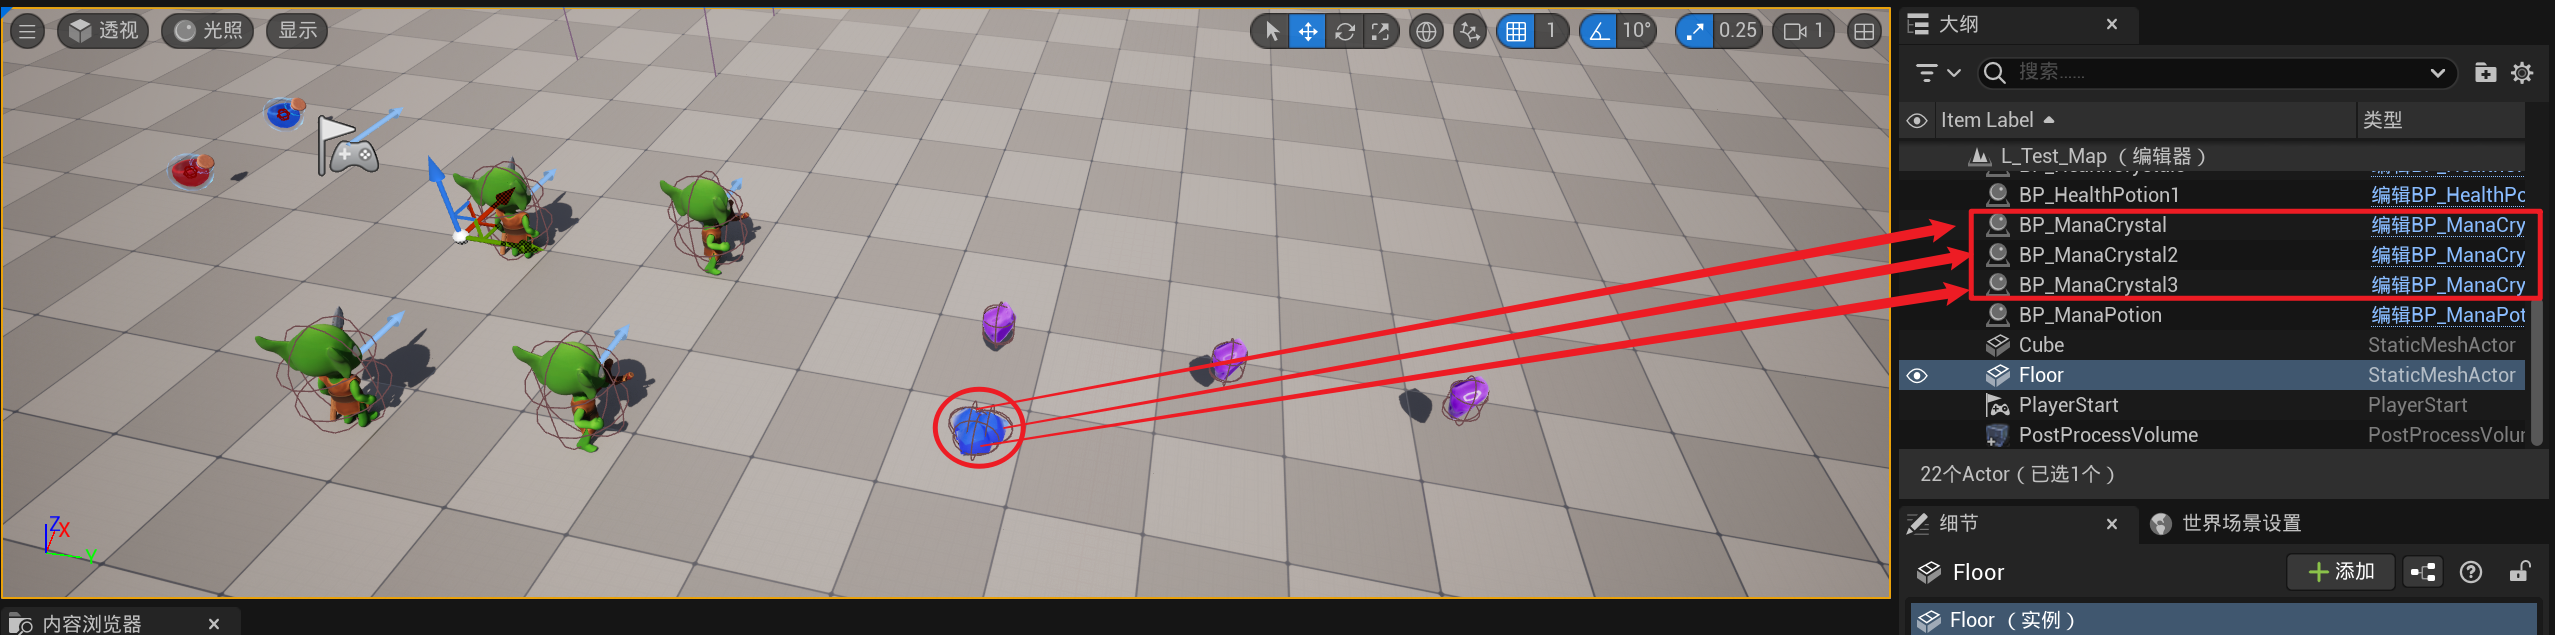 透视
光照
显示
1
10°
0.25
1
Z
X
Y
内容浏览器
大纲
搜索......
Item Label
类型
L_Test_Map （编辑器）
BP_HealthPotion1
编辑BP_HealthPo
BP_ManaCrystal
编辑BP_ManaCry
BP_ManaCrystal2
编辑BP_ManaCry
BP_ManaCrystal3
编辑BP_ManaCry
BP_ManaPotion
编辑BP_ManaPot
Cube
StaticMeshActor
Floor
StaticMeshActor
PlayerStart
PlayerStart
PostProcessVolume
PostProcessVolur
22个Actor（已选1个）
细节
世界场景设置
Floor
添加
Floor （实例）